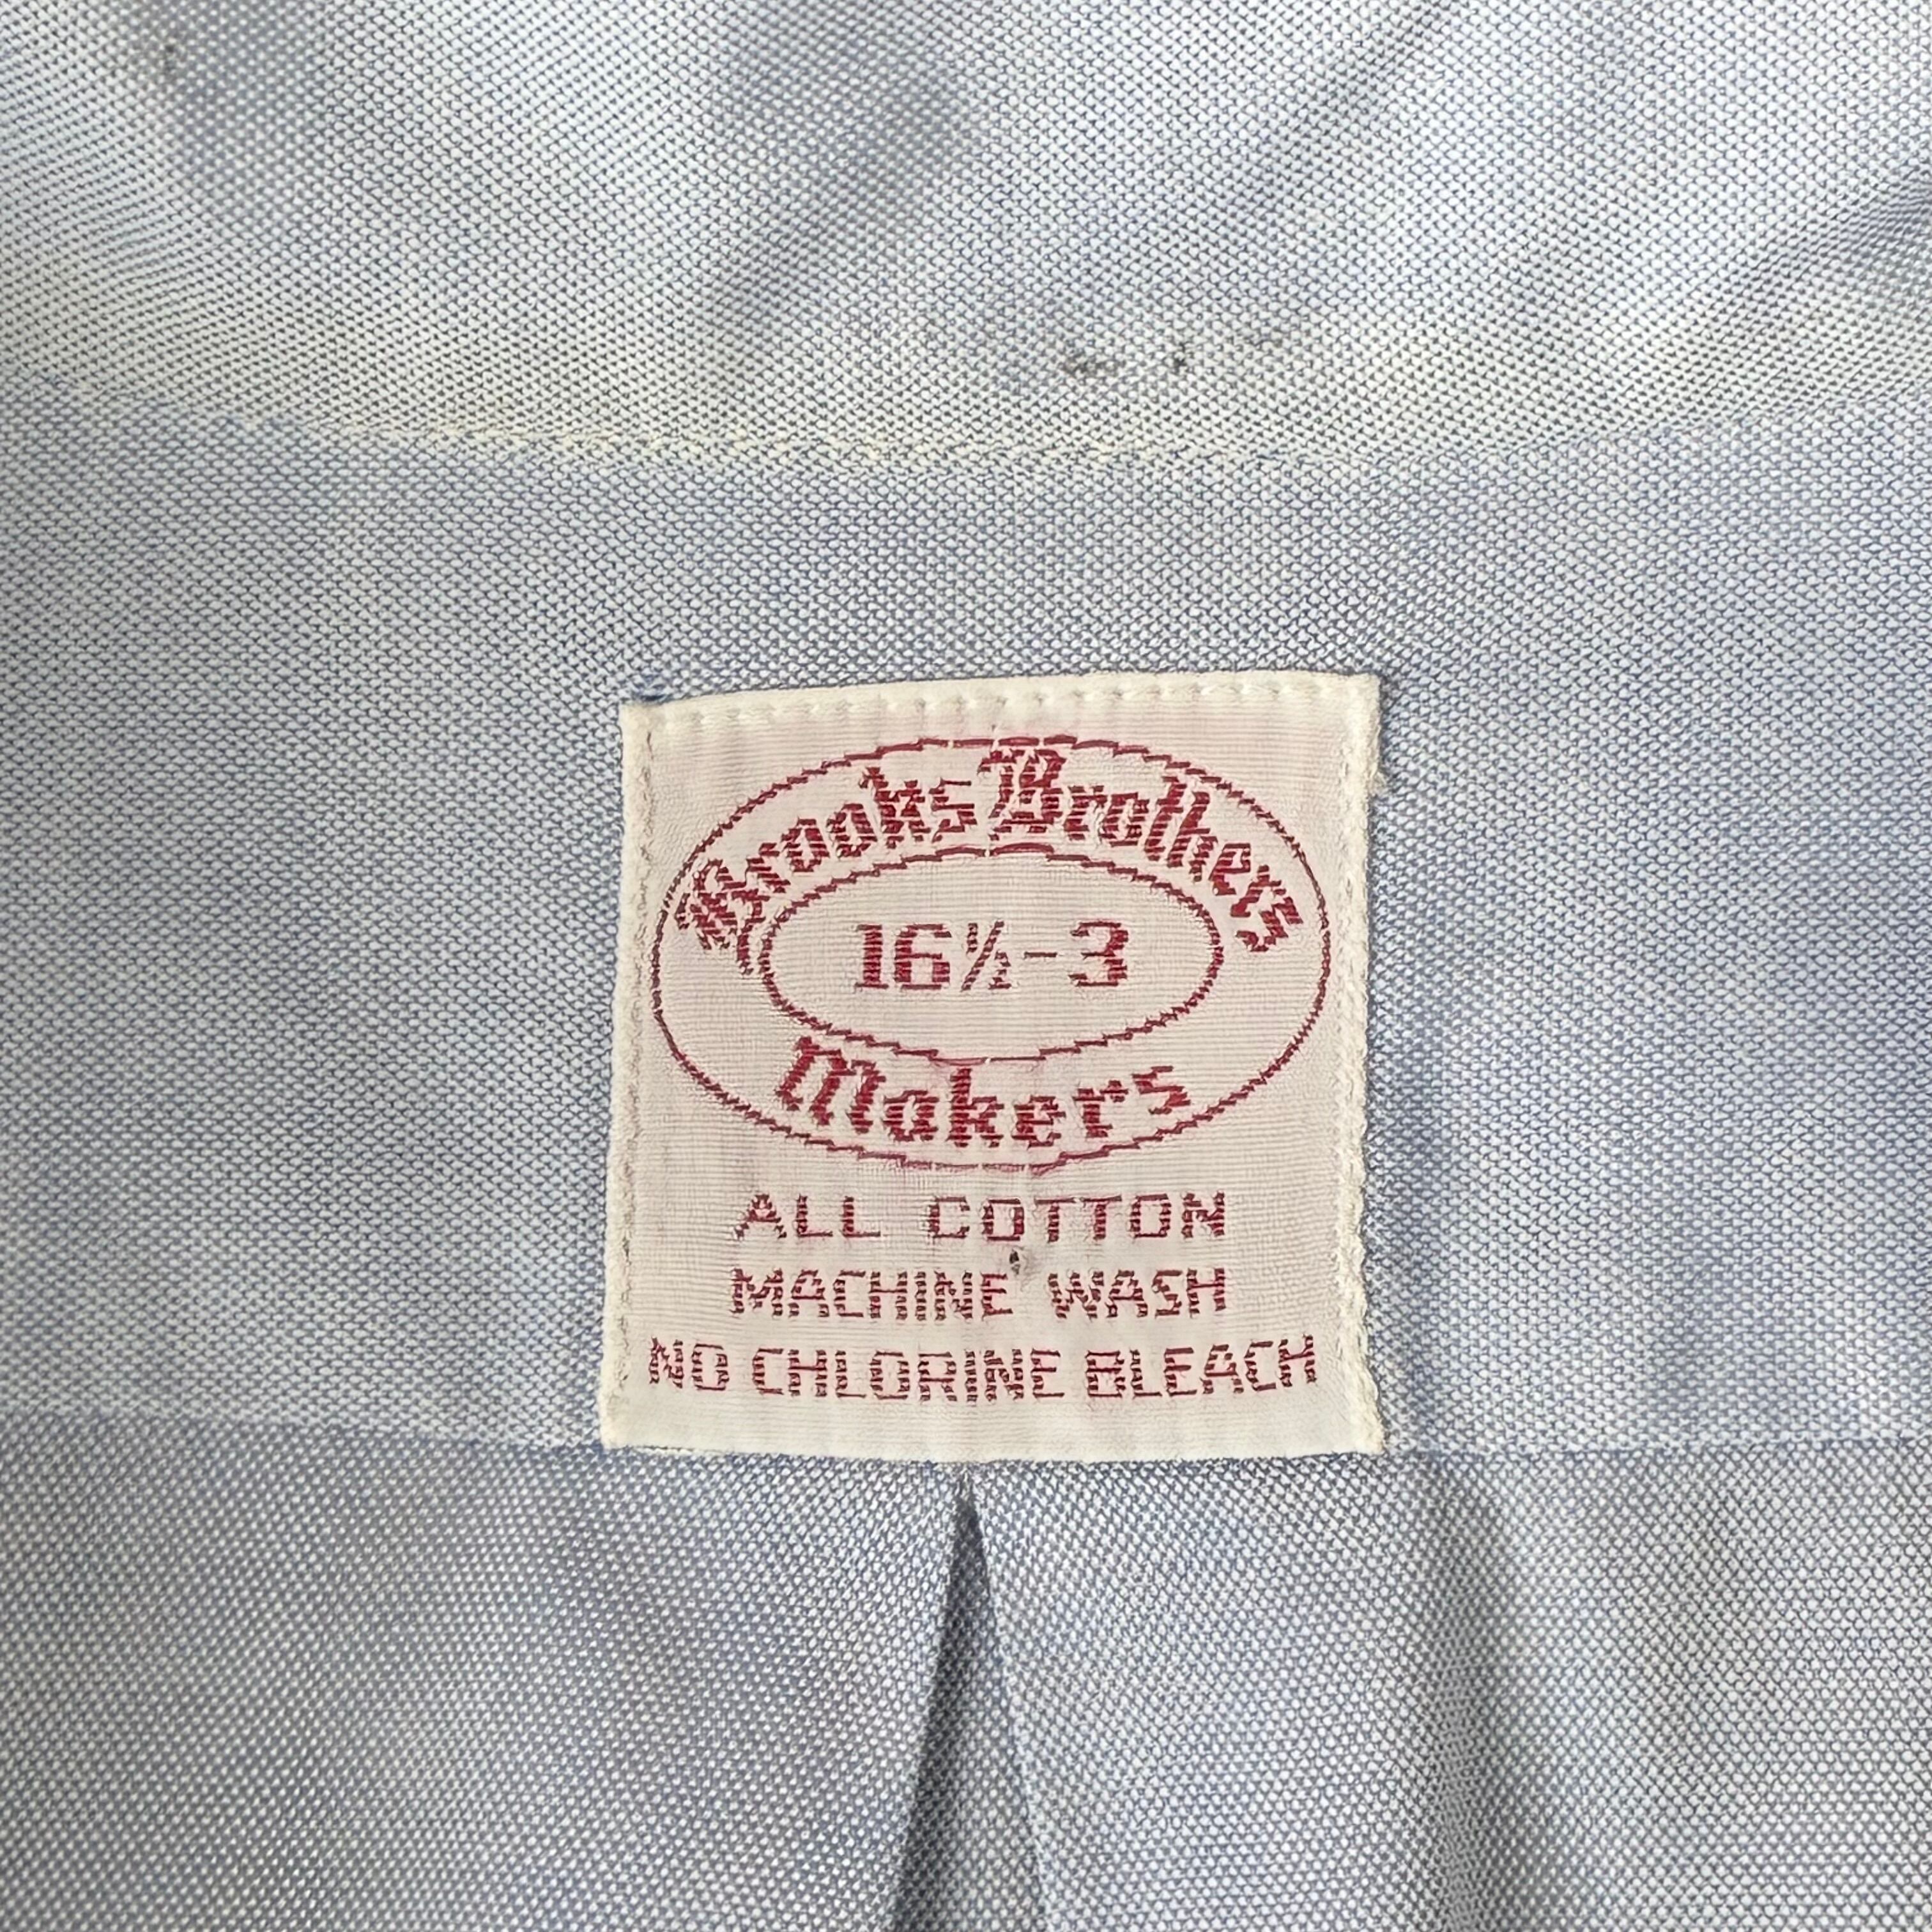 Brooks Brothers
16½-3
Makers
ALL COTTON
MACHINE WASH
NO CHLORINE BLEACH